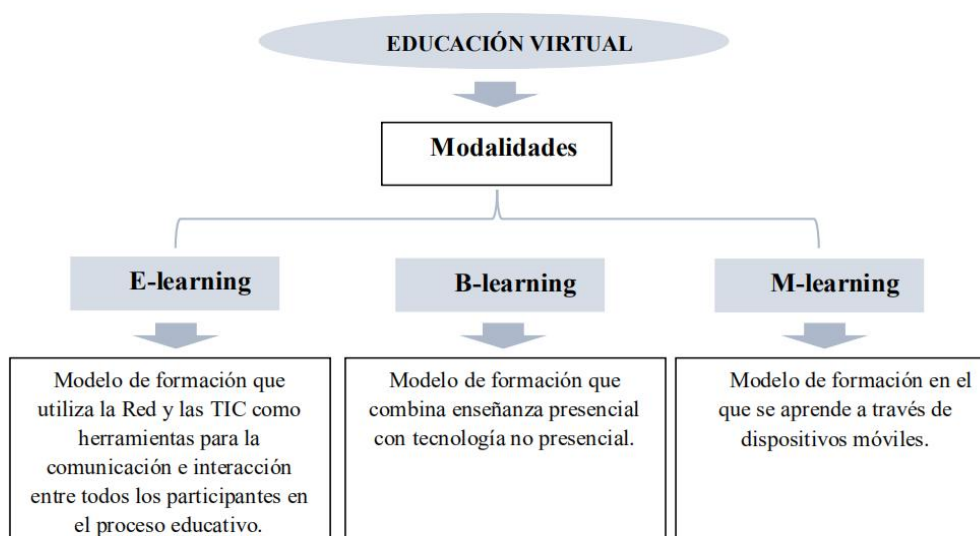 EDUCACIÓN VIRTUAL
Modalidades
E-learning
B-learning
M-learning
Modelo de formación que
utiliza la Red y las TIC como
herramientas para la
comunicación e interacción
entre todos los participantes en
el proceso educativo.
Modelo de formación que
combina enseñanza presencial
con tecnología no presencial.
Modelo de formación en el
que se aprende a través de
dispositivos móviles.